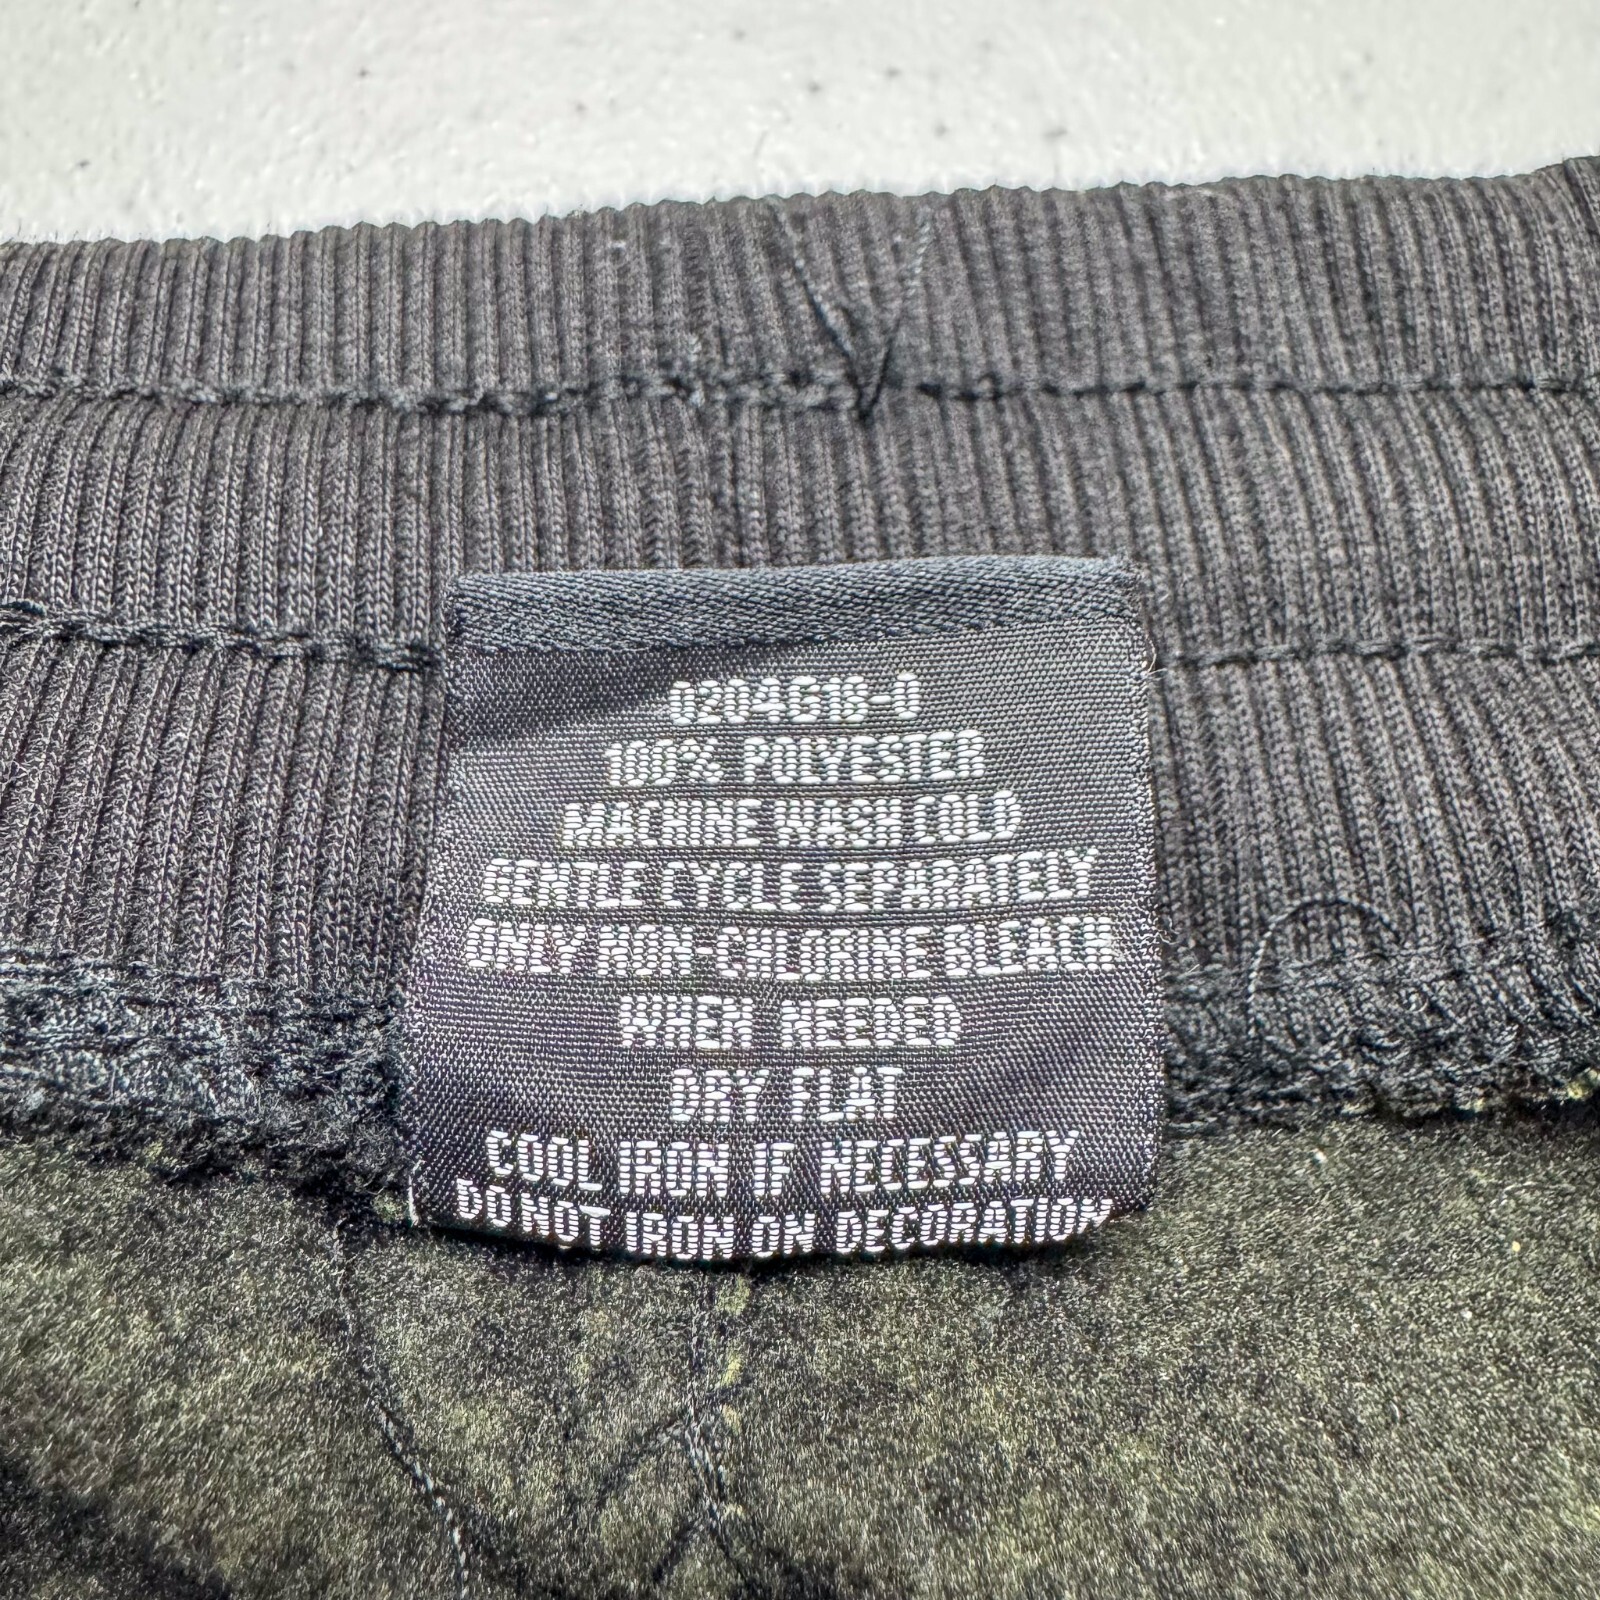 0204G16-0
100% POLYESTER
MACHINE WASH COLD
GENTLE CYCLE SEPARATELY
ONLY NON-CHLORINE BLEACH
WHEN NEEDED
DRY FLAT
COOL IRON IF NECESSARY
DO NOT IRON ON DECORATION